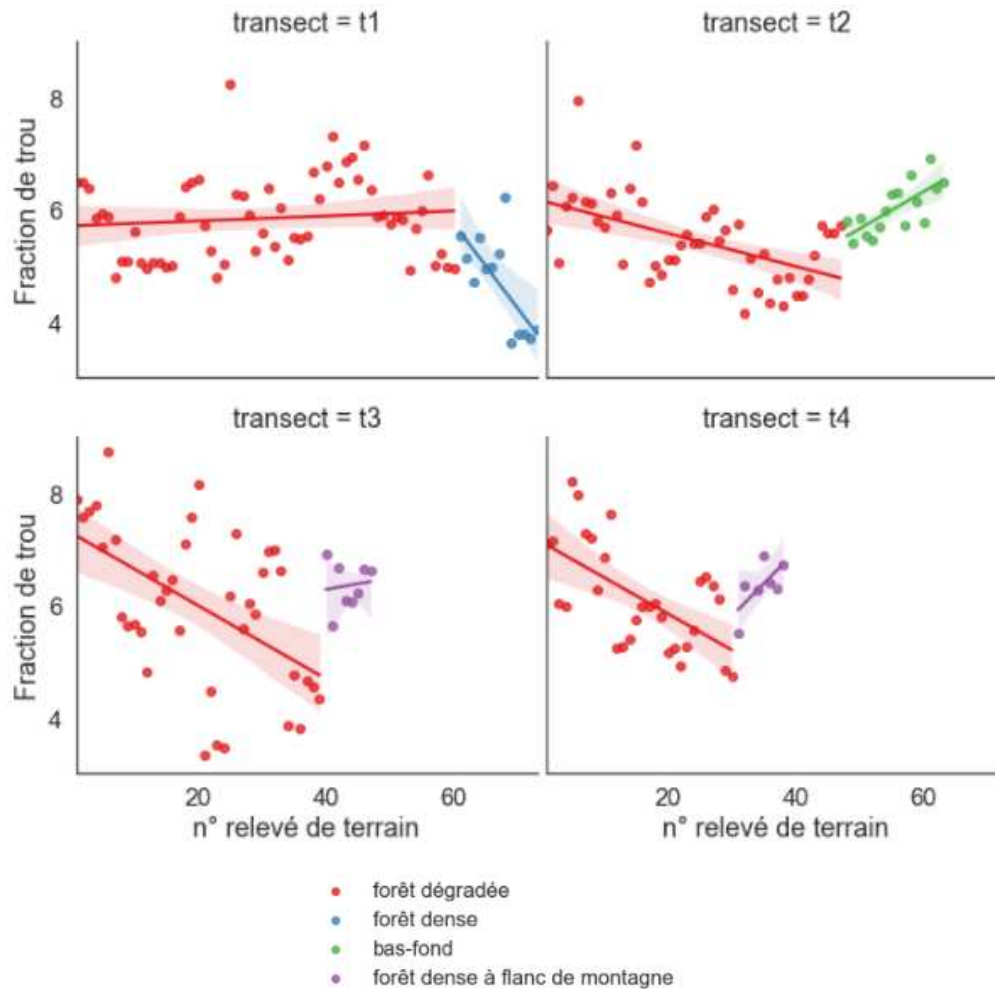 transect = t1
transect = t2
Fraction de trou
8
6
4
transect = t3
transect = t4
Fraction de trou
8
6
4
20
40
60
20
40
60
n° relevé de terrain
n° relevé de terrain
forêt dégradée
forêt dense
bas-fond
forêt dense à flanc de montagne